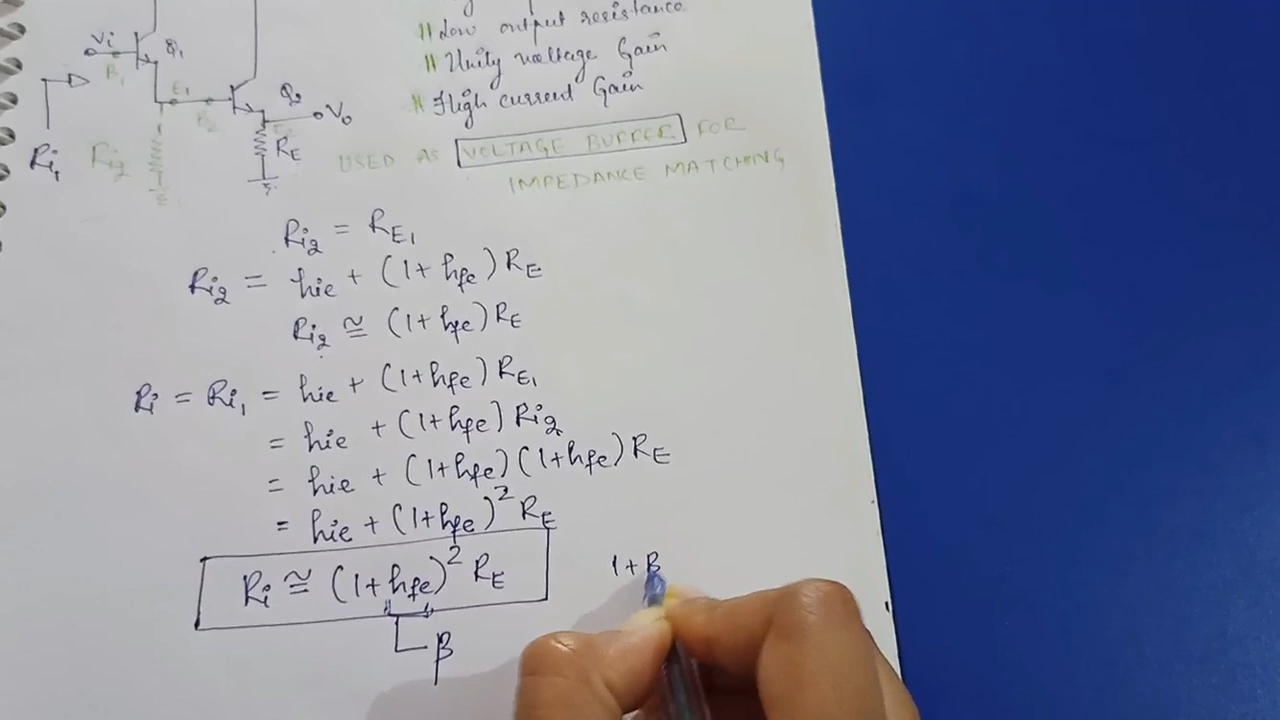 Low output resistance
Unity voltage Gain
High current Gain
USED AS VOLTAGE BUFFER FOR
IMPEDANCE MATCHING
Vi
Q1
B1
E1
B2
Q2
Vo
RE
Ri1
Ri2
Ri2 = RE1
Ri2 = hie + (1+hfe) RE
Ri2 ≅ (1+hfe) RE
Ri = Ri1 = hie + (1+hfe) RE1
= hie + (1+hfe) Ri2
= hie + (1+hfe)(1+hfe) RE
= hie + (1+hfe)² RE
Ri ≅ (1+hfe)² RE
1+B
β